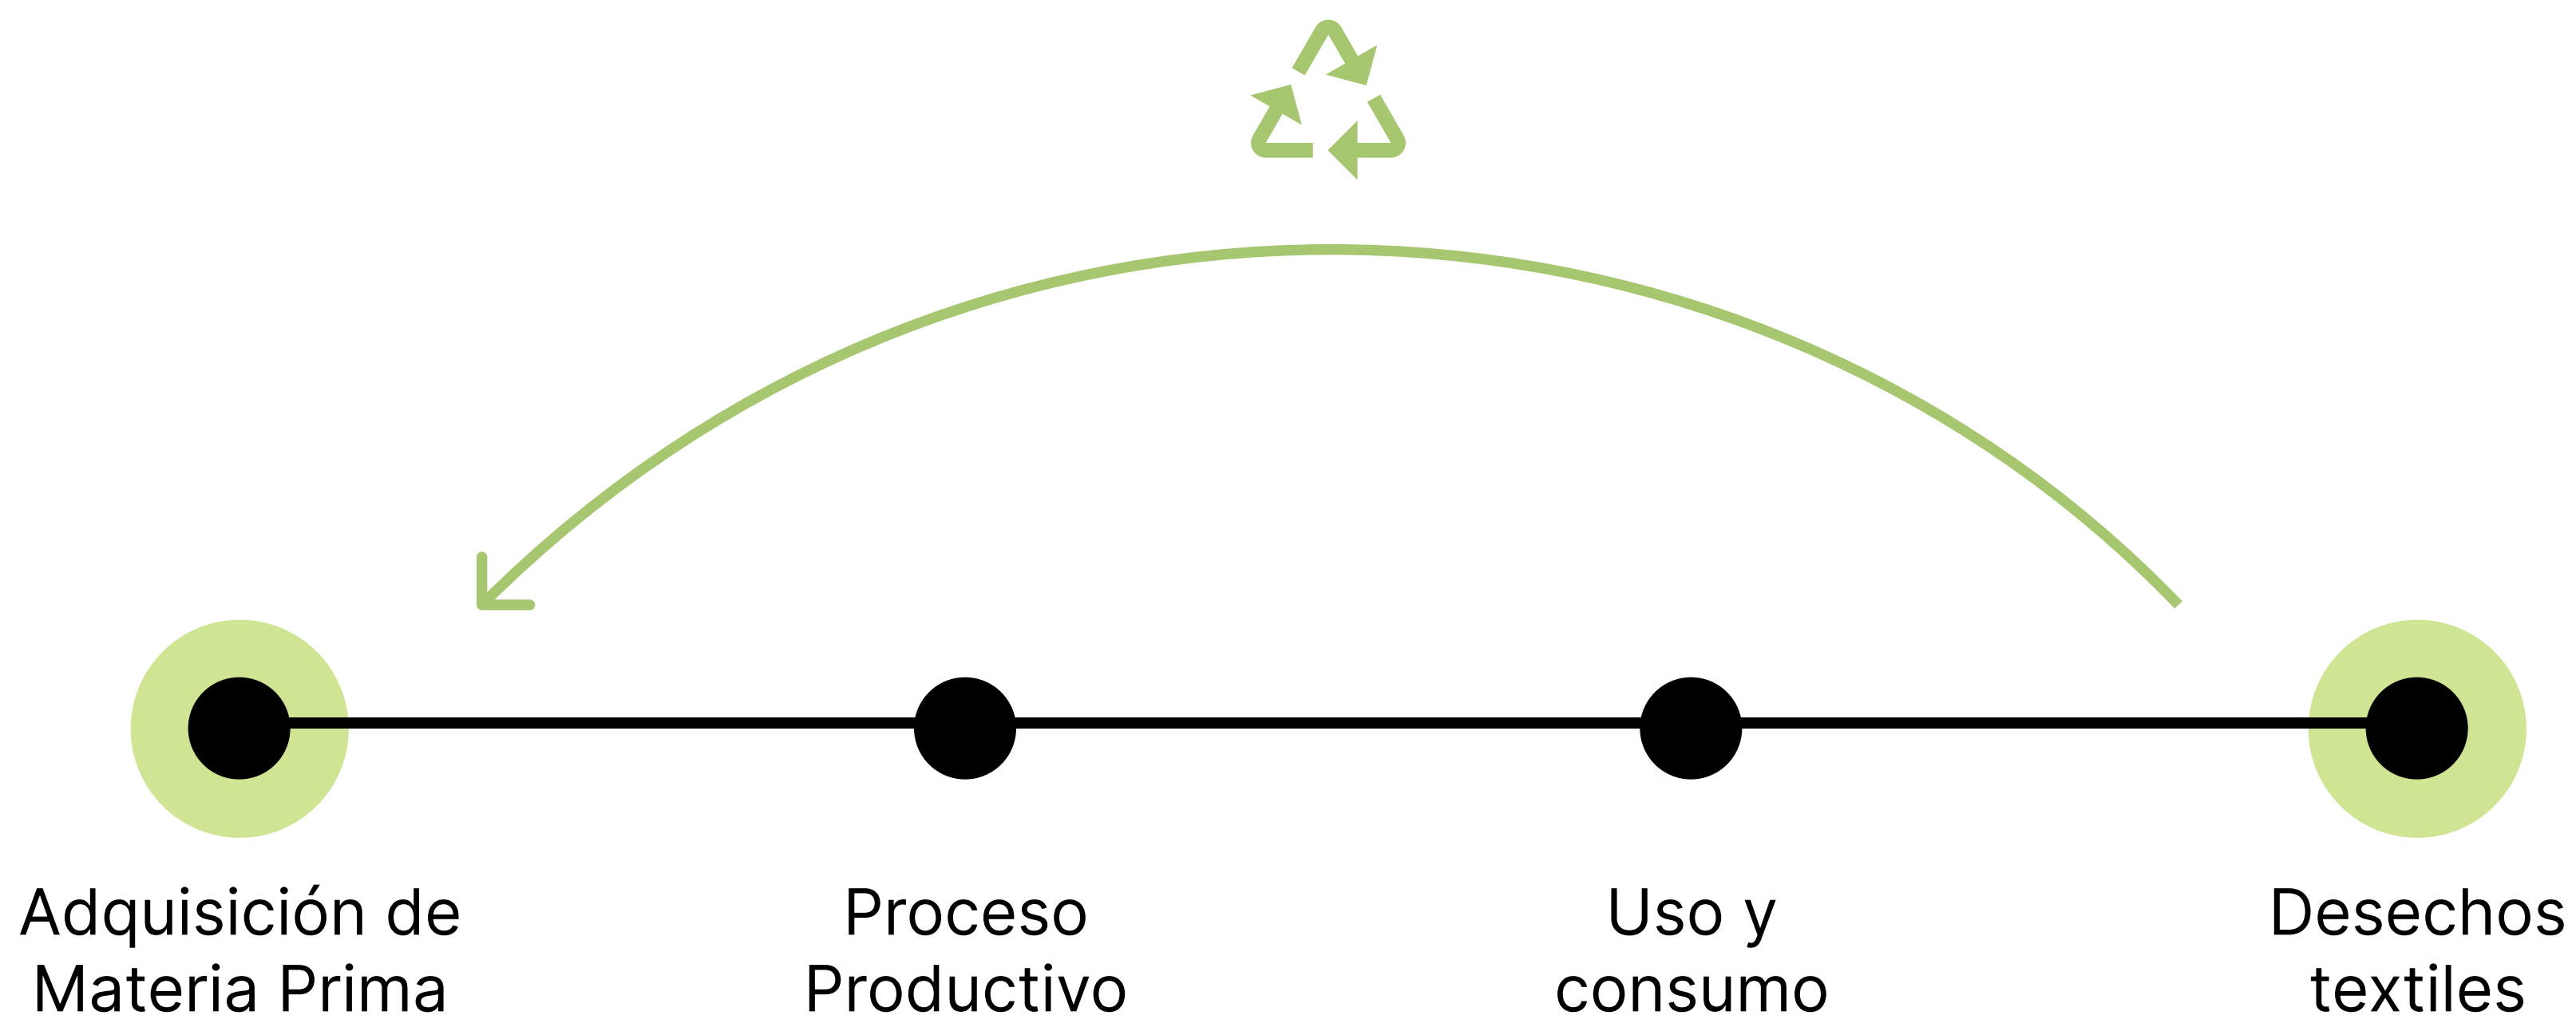 Adquisición de
Materia Prima
Proceso
Productivo
Uso y
consumo
Desechos
textiles